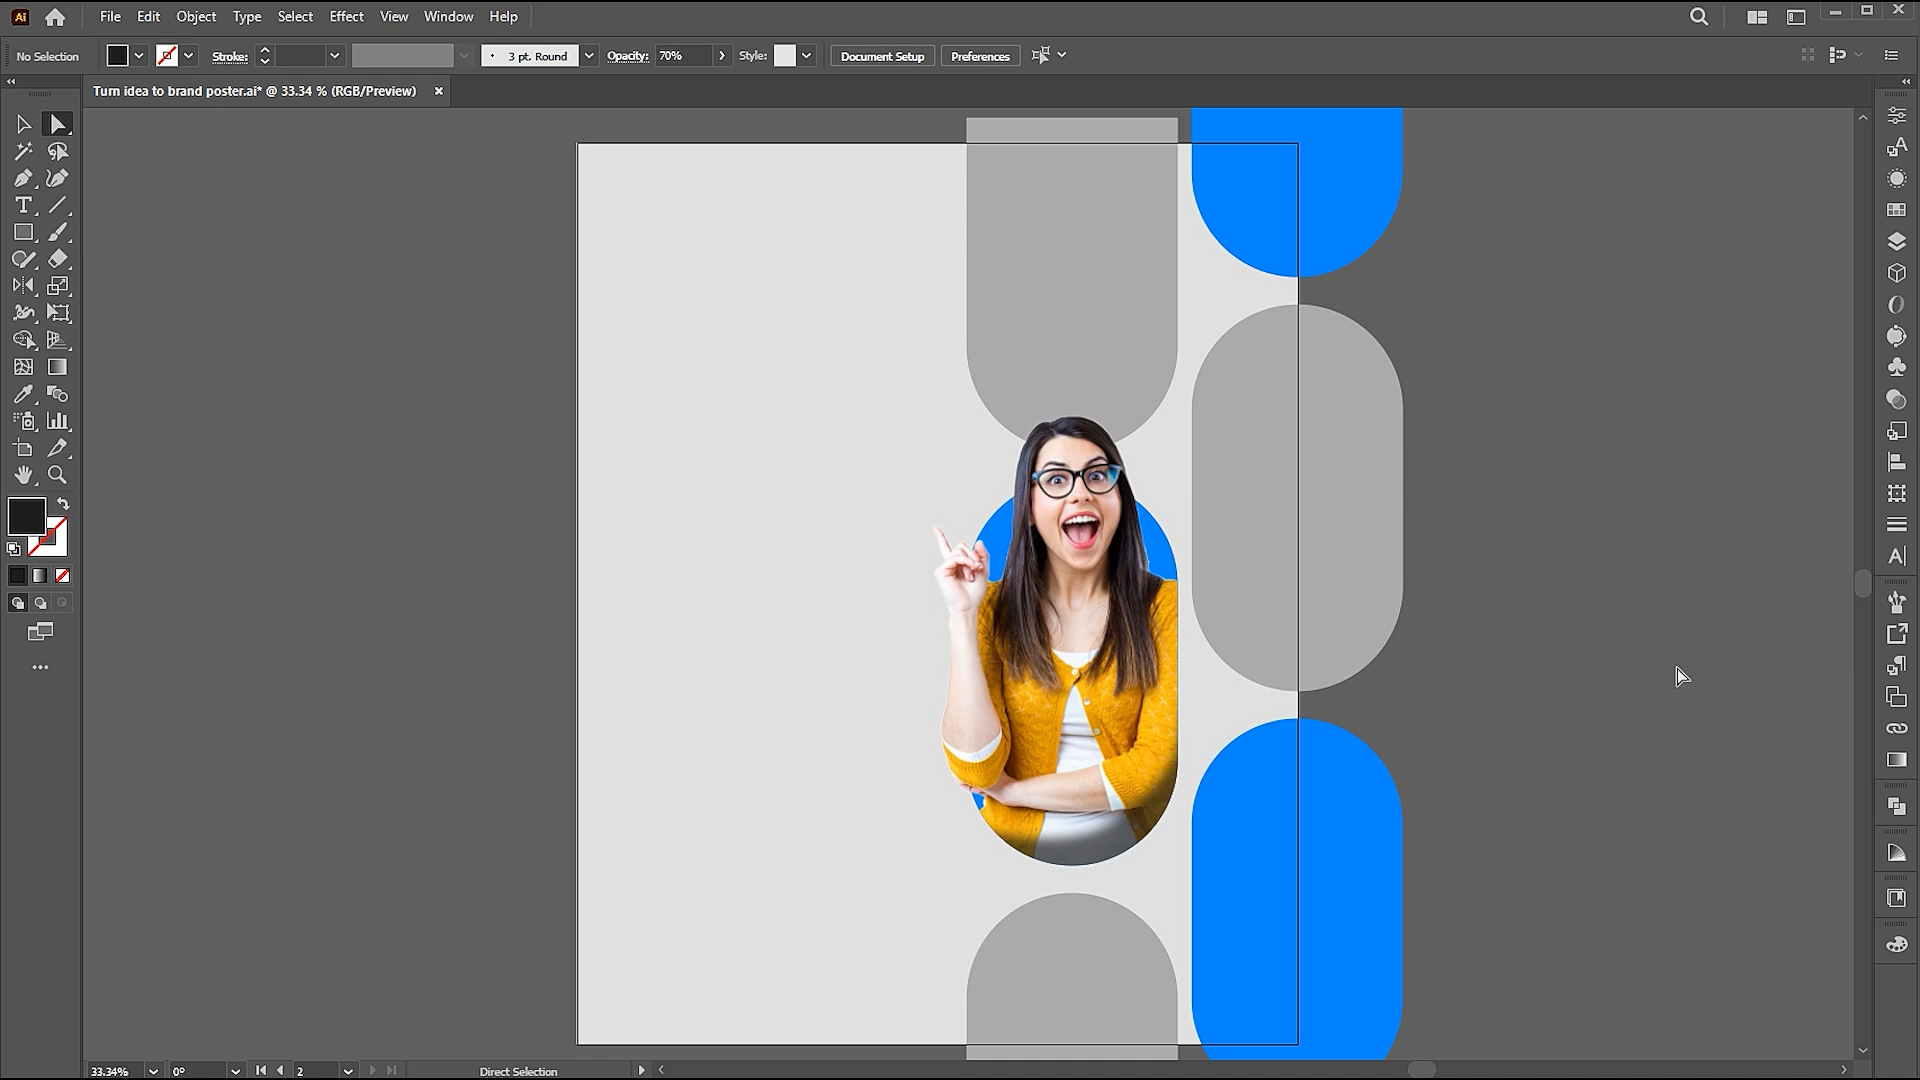 Ai File Edit Object Type Select Effect View Window Help
No Selection Stroke: 3 pt. Round Opacity: 70% Style: Document Setup Preferences
Turn idea to brand poster.ai* @ 33.34 % (RGB/Preview)
33.34% 0° 2 Direct Selection